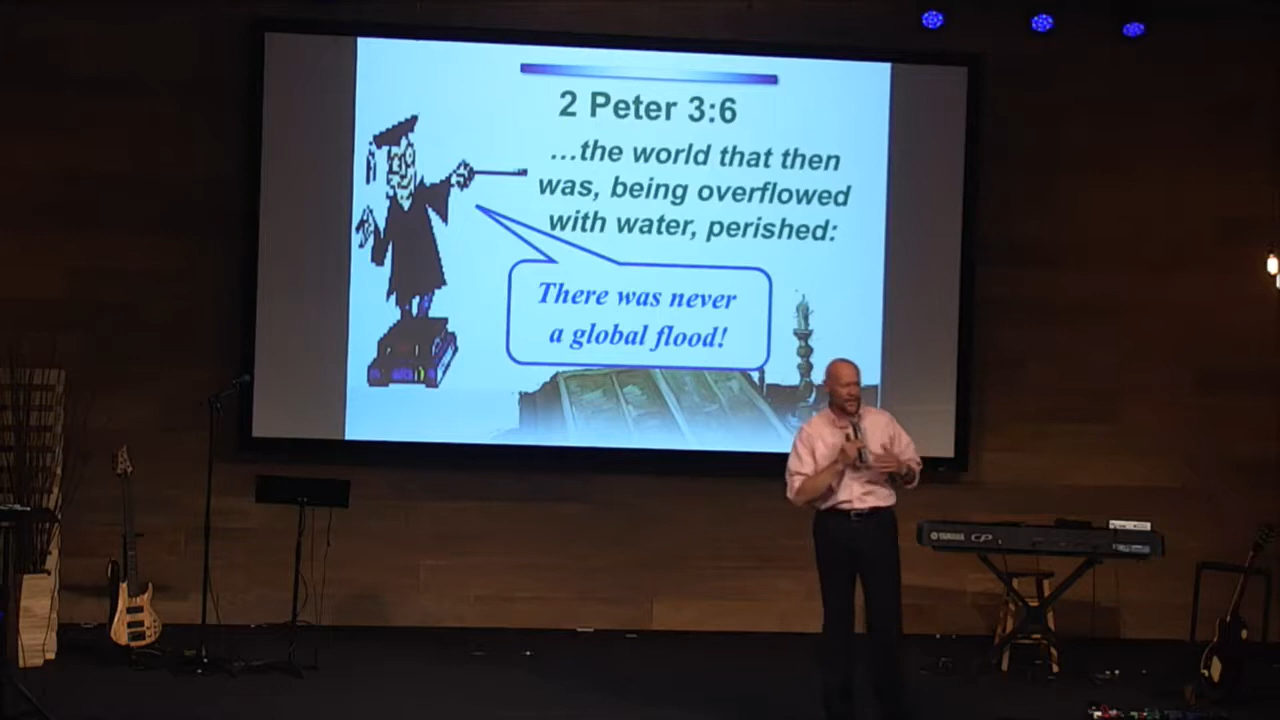 2 Peter 3:6
...the world that then
was, being overflowed
with water, perished:
There was never
a global flood!
YAMAHA CP